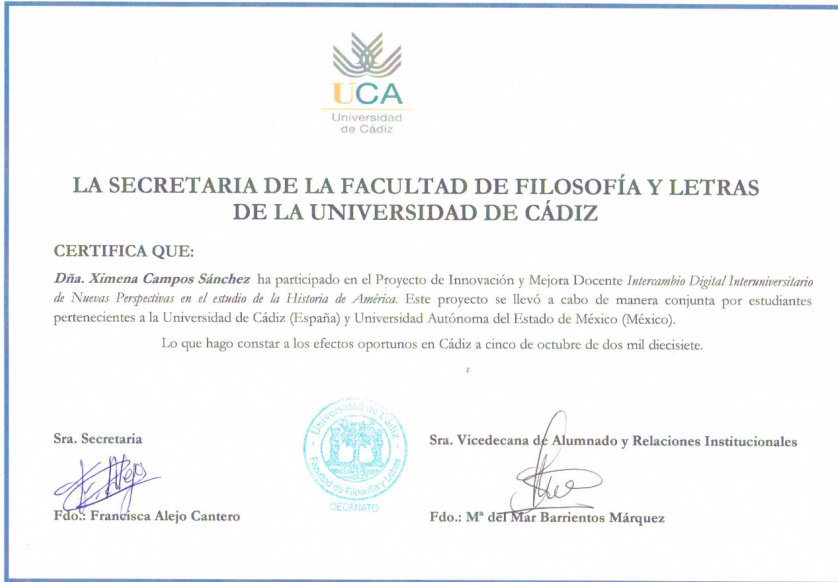 UCA
Universidad
de Cádiz
LA SECRETARIA DE LA FACULTAD DE FILOSOFÍA Y LETRAS
DE LA UNIVERSIDAD DE CÁDIZ
CERTIFICA QUE:
Dña. Ximena Campos Sánchez ha participado en el Proyecto de Innovación y Mejora Docente Intercambio Digital Interuniversitario
de Nuevas Perspectivas en el estudio de la Historia de América. Este proyecto se llevó a cabo de manera conjunta por estudiantes
pertenecientes a la Universidad de Cádiz (España) y Universidad Autónoma del Estado de México (México).
Lo que hago constar a los efectos oportunos en Cádiz a cinco de octubre de dos mil diecisiete.
Sra. Secretaria
Universidad de Cádiz
Facultad de Filosofía y Letras
DECANATO
Sra. Vicedecana de Alumnado y Relaciones Institucionales
Fdo.: Francisca Alejo Cantero
Fdo.: Mª del Mar Barrientos Márquez